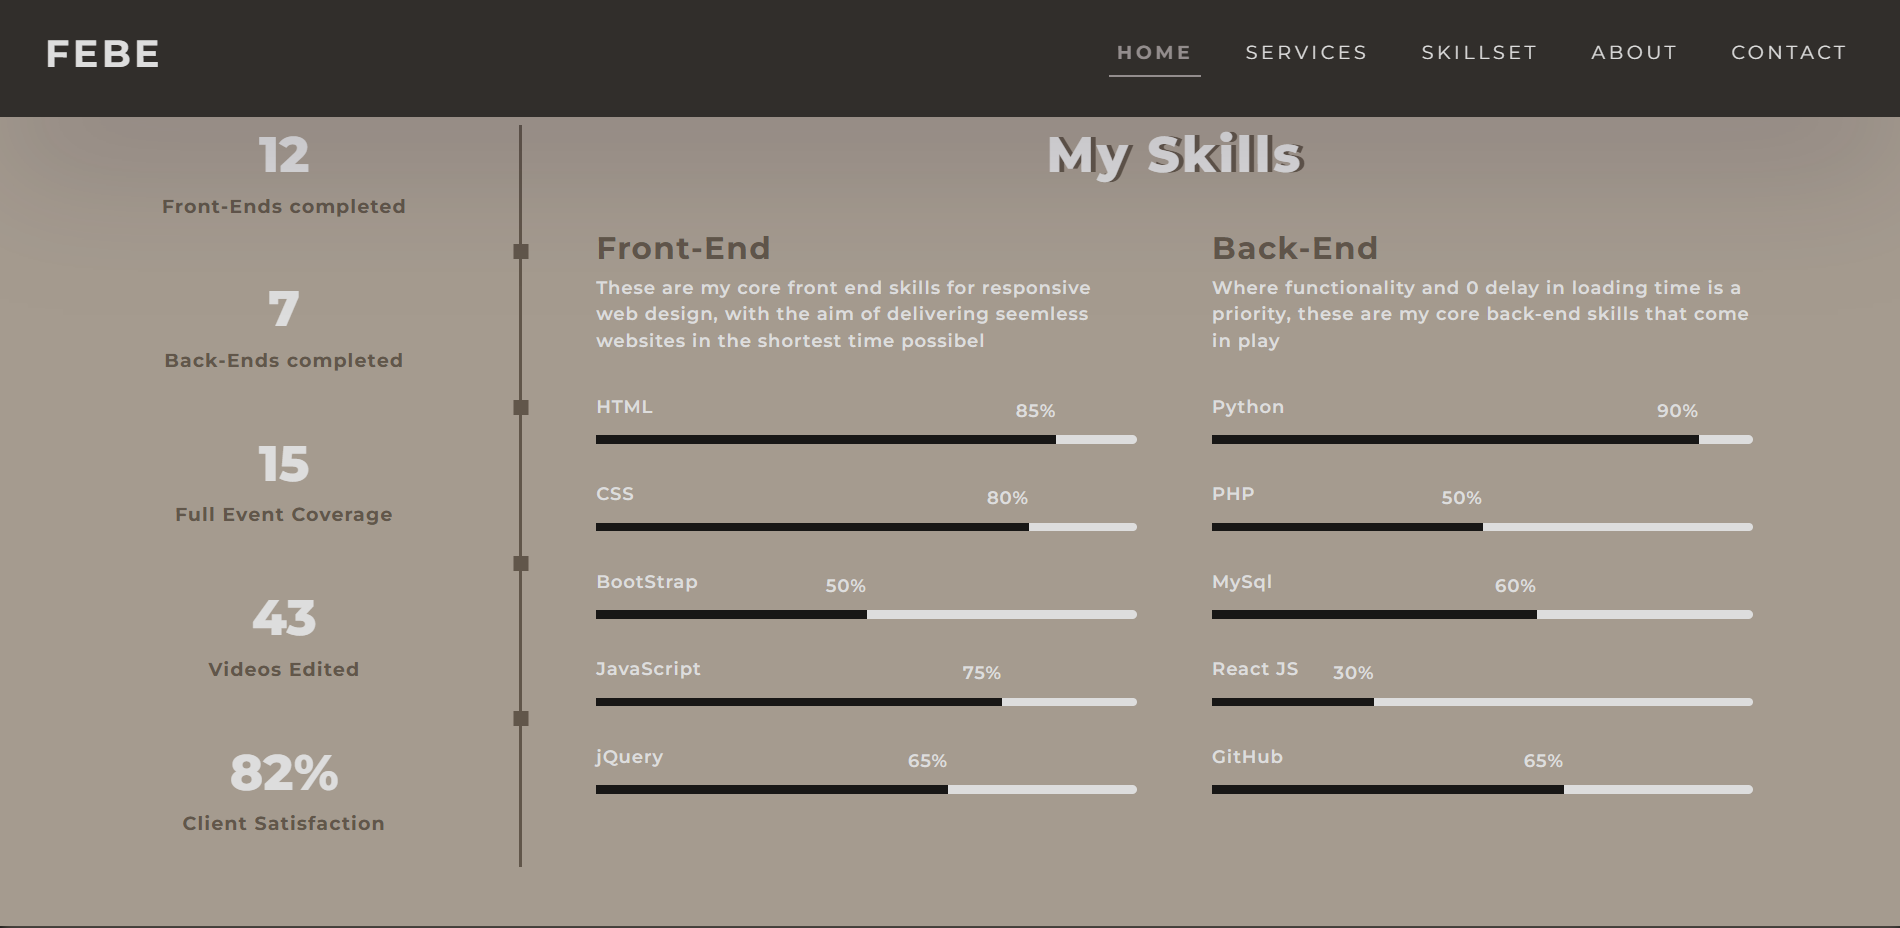 FEBE
HOME SERVICES SKILLSET ABOUT CONTACT
12
Front-Ends completed
7
Back-Ends completed
15
Full Event Coverage
43
Videos Edited
82%
Client Satisfaction
My Skills
Front-End
These are my core front end skills for responsive
web design, with the aim of delivering seemless
websites in the shortest time possibel
HTML 85%
CSS 80%
BootStrap 50%
JavaScript 75%
jQuery 65%
Back-End
Where functionality and 0 delay in loading time is a
priority, these are my core back-end skills that come
in play
Python 90%
PHP 50%
MySql 60%
React JS 30%
GitHub 65%